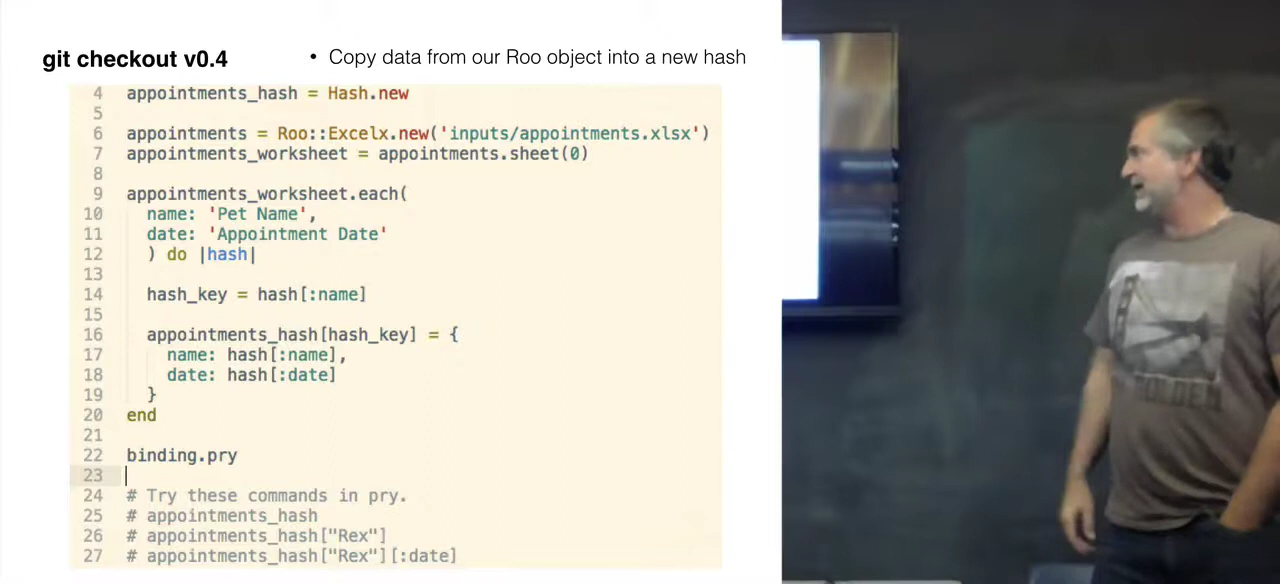 git checkout v0.4
• Copy data from our Roo object into a new hash
4 appointments_hash = Hash.new
5
6 appointments = Roo::Excelx.new('inputs/appointments.xlsx')
7 appointments_worksheet = appointments.sheet(0)
8
9 appointments_worksheet.each(
10 name: 'Pet Name',
11 date: 'Appointment Date'
12 ) do |hash|
13
14 hash_key = hash[:name]
15
16 appointments_hash[hash_key] = {
17 name: hash[:name],
18 date: hash[:date]
19 }
20 end
21
22 binding.pry
23
24 # Try these commands in pry.
25 # appointments_hash
26 # appointments_hash["Rex"]
27 # appointments_hash["Rex"][:date]
GOLDEN